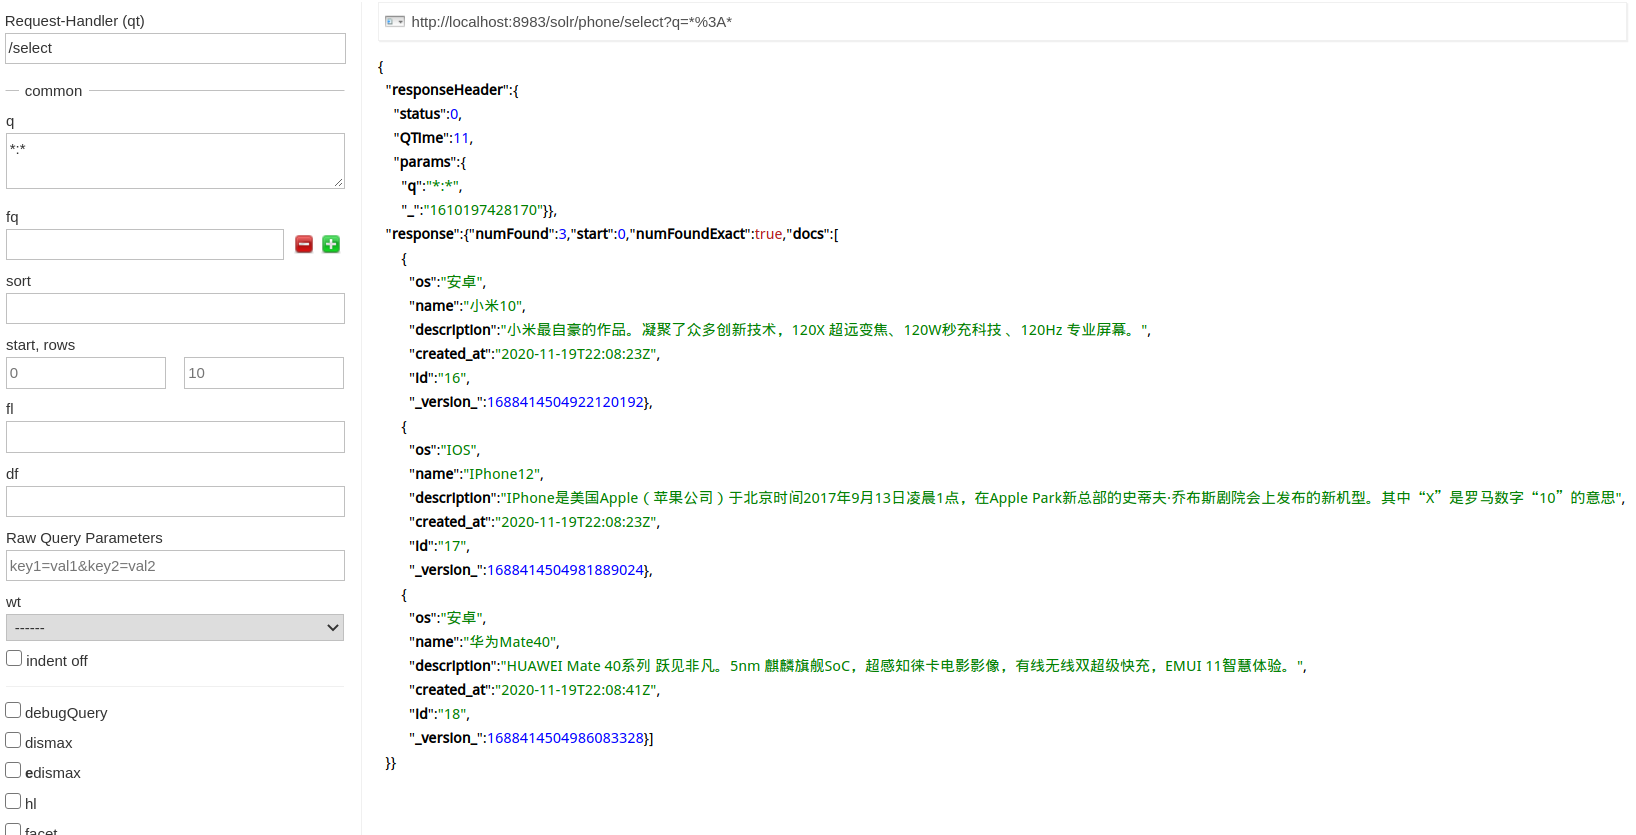 Request-Handler (qt)
/select
common
q
*:*
fq
sort
start, rows
0
10
fl
df
Raw Query Parameters
key1=val1&key2=val2
wt
------
indent off
debugQuery
dismax
edismax
hl
facet
http://localhost:8983/solr/phone/select?q=*%3A*
{
"responseHeader":{
"status":0,
"QTime":11,
"params":{
"q":"*:*",
"_":"1610197428170"}},
"response":{"numFound":3,"start":0,"numFoundExact":true,"docs":[
{
"os":"安卓",
"name":"小米10",
"description":"小米最自豪的作品。凝聚了众多创新技术，120X 超远变焦、120W秒充科技 、120Hz 专业屏幕。",
"created_at":"2020-11-19T22:08:23Z",
"id":"16",
"_version_":1688414504922120192},
{
"os":"IOS",
"name":"IPhone12",
"description":"IPhone是美国Apple（苹果公司）于北京时间2017年9月13日凌晨1点，在Apple Park新总部的史蒂夫·乔布斯剧院会上发布的新机型。其中“X”是罗马数字“10”的意思",
"created_at":"2020-11-19T22:08:23Z",
"id":"17",
"_version_":1688414504981889024},
{
"os":"安卓",
"name":"华为Mate40",
"description":"HUAWEI Mate 40系列 跃见非凡。5nm 麒麟旗舰SoC，超感知徕卡电影影像，有线无线双超级快充，EMUI 11智慧体验。",
"created_at":"2020-11-19T22:08:41Z",
"id":"18",
"_version_":1688414504986083328}]
}}